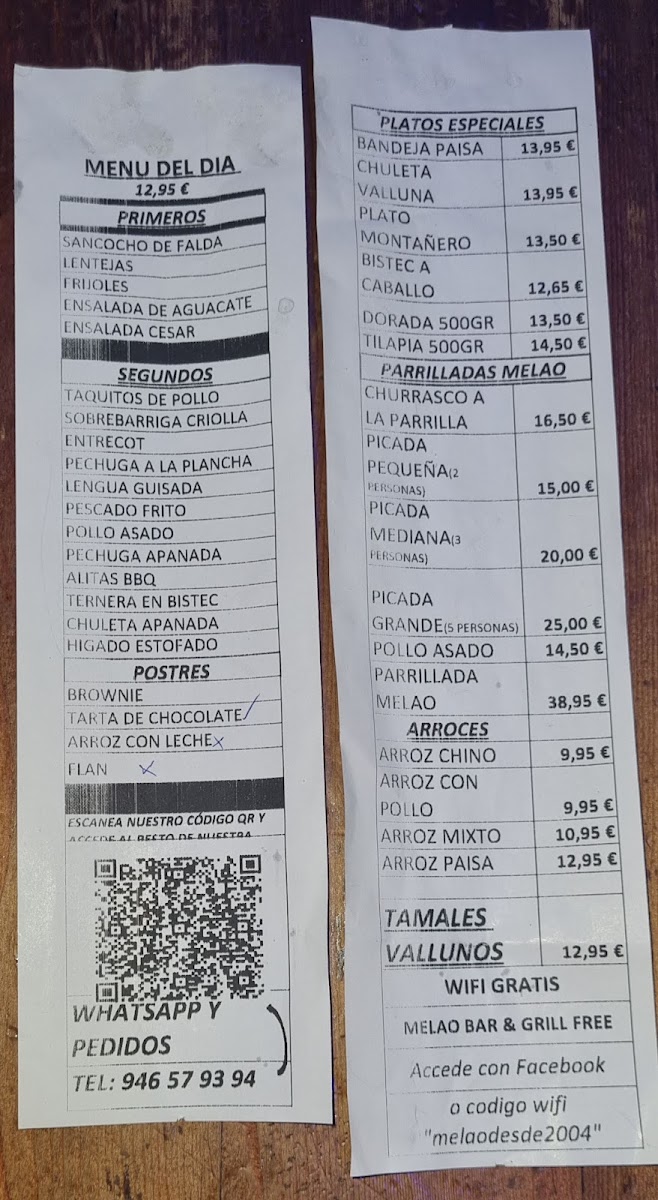 MENU DEL DIA
12,95 €
PRIMEROS
SANCOCHO DE FALDA
LENTEJAS
FRIJOLES
ENSALADA DE AGUACATE
ENSALADA CESAR
SEGUNDOS
TAQUITOS DE POLLO
SOBREBARRIGA CRIOLLA
ENTRECOT
PECHUGA A LA PLANCHA
LENGUA GUISADA
PESCADO FRITO
POLLO ASADO
PECHUGA APANADA
ALITAS BBQ
TERNERA EN BISTEC
CHULETA APANADA
HIGADO ESTOFADO
POSTRES
BROWNIE
TARTA DE CHOCOLATE
ARROZ CON LECHE
FLAN
ESCANEA NUESTRO CÓDIGO QR Y
ACCEDE AL RESTO DE NUESTRA
WHATSAPP Y
PEDIDOS
TEL: 946 57 93 94
PLATOS ESPECIALES
BANDEJA PAISA 13,95 €
CHULETA
VALLUNA 13,95 €
PLATO
MONTAÑERO 13,50 €
BISTEC A
CABALLO 12,65 €
DORADA 500GR 13,50 €
TILAPIA 500GR 14,50 €
PARRILLADAS MELAO
CHURRASCO A
LA PARRILLA 16,50 €
PICADA
PEQUEÑA(2
PERSONAS) 15,00 €
PICADA
MEDIANA(3
PERSONAS) 20,00 €
PICADA
GRANDE(5 PERSONAS) 25,00 €
POLLO ASADO 14,50 €
PARRILLADA
MELAO 38,95 €
ARROCES
ARROZ CHINO 9,95 €
ARROZ CON
POLLO 9,95 €
ARROZ MIXTO 10,95 €
ARROZ PAISA 12,95 €
TAMALES
VALLUNOS 12,95 €
WIFI GRATIS
MELAO BAR & GRILL FREE
Accede con Facebook
o codigo wifi
"melaodesde2004"